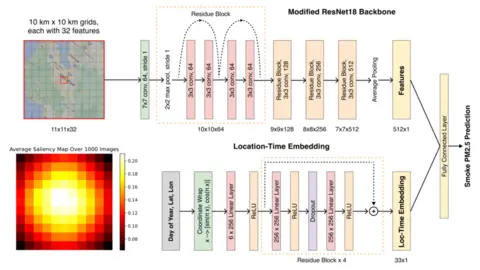 Residue Block
Modified ResNet18 Backbone
10 km x 10 km grids,
each with 32 features
7x7 conv, 64, stride 1
2x2 max pool, stride 1
3x3 conv, 64
3x3 conv, 64
3x3 conv, 64
3x3 conv, 64
Residue Block,
3x3 conv, 128
Residue Block,
3x3 conv, 256
Residue Block,
3x3 conv, 512
Average Pooling
Features
11x11x32
10x10x64
9x9x128
8x8x256
7x7x512
512x1
Fully Connected Layer
Smoke PM2.5 Prediction
Average Saliency Map Over 1000 Images
0.20
0.18
0.16
0.14
0.12
0.10
0.08
Location-Time Embedding
Day of Year, Lat, Lon
Coordinate Wrap
x --> [sin(π x), cos(π x)]
6 x 256 Linear Layer
ReLU
256 x 256 Linear Layer
ReLU
Dropout
256 x 256 Linear Layer
ReLU
+
Loc-Time Embedding
Residue Block x 4
33x1